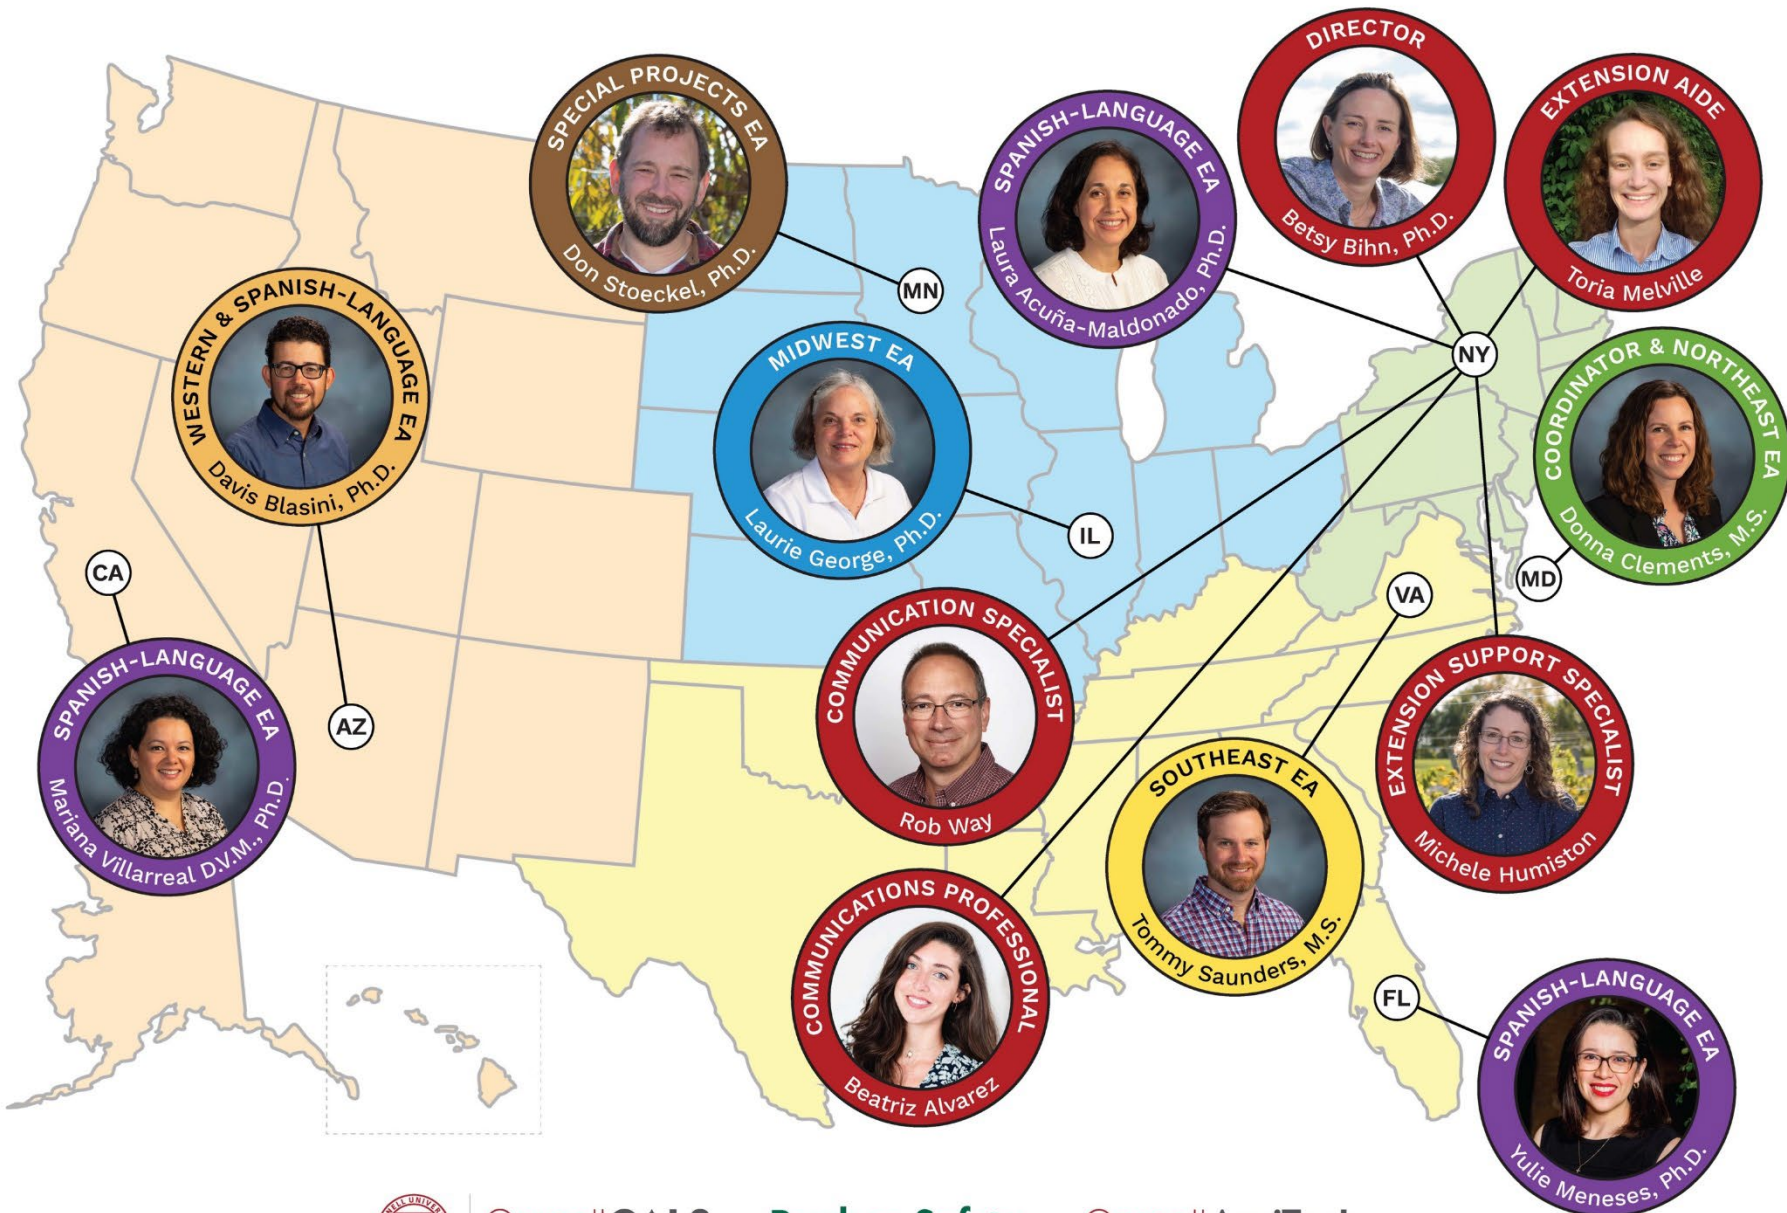 SPECIAL PROJECTS EA
Don Stoeckel, Ph.D.
MN
SPANISH-LANGUAGE EA
Laura Acuña-Maldonado, Ph.D.
DIRECTOR
Betsy Bihn, Ph.D.
EXTENSION AIDE
Toria Melville
NY
WESTERN & SPANISH-LANGUAGE EA
Davis Blasini, Ph.D.
AZ
MIDWEST EA
Laurie George, Ph.D.
IL
COORDINATOR & NORTHEAST EA
Donna Clements, M.S.
MD
CA
SPANISH-LANGUAGE EA
Mariana Villarreal D.V.M., Ph.D.
COMMUNICATION SPECIALIST
Rob Way
VA
SOUTHEAST EA
Tommy Saunders, M.S.
EXTENSION SUPPORT SPECIALIST
Michele Humiston
COMMUNICATIONS PROFESSIONAL
Beatriz Alvarez
FL
SPANISH-LANGUAGE EA
Yulie Meneses, Ph.D.